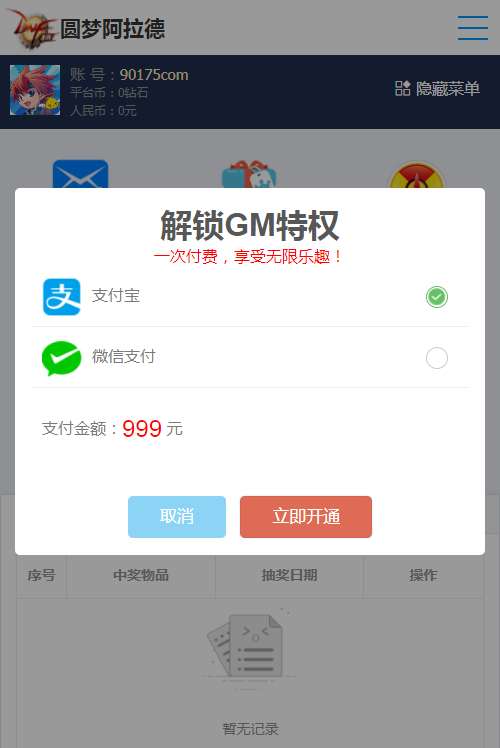 圆梦阿拉德
账 号：90175com
平台币：0钻石
人民币：0元
隐藏菜单
解锁GM特权
一次付费，享受无限乐趣！
支付宝
微信支付
支付金额：999 元
取消 立即开通
序号 中奖物品 抽奖日期 操作
暂无记录